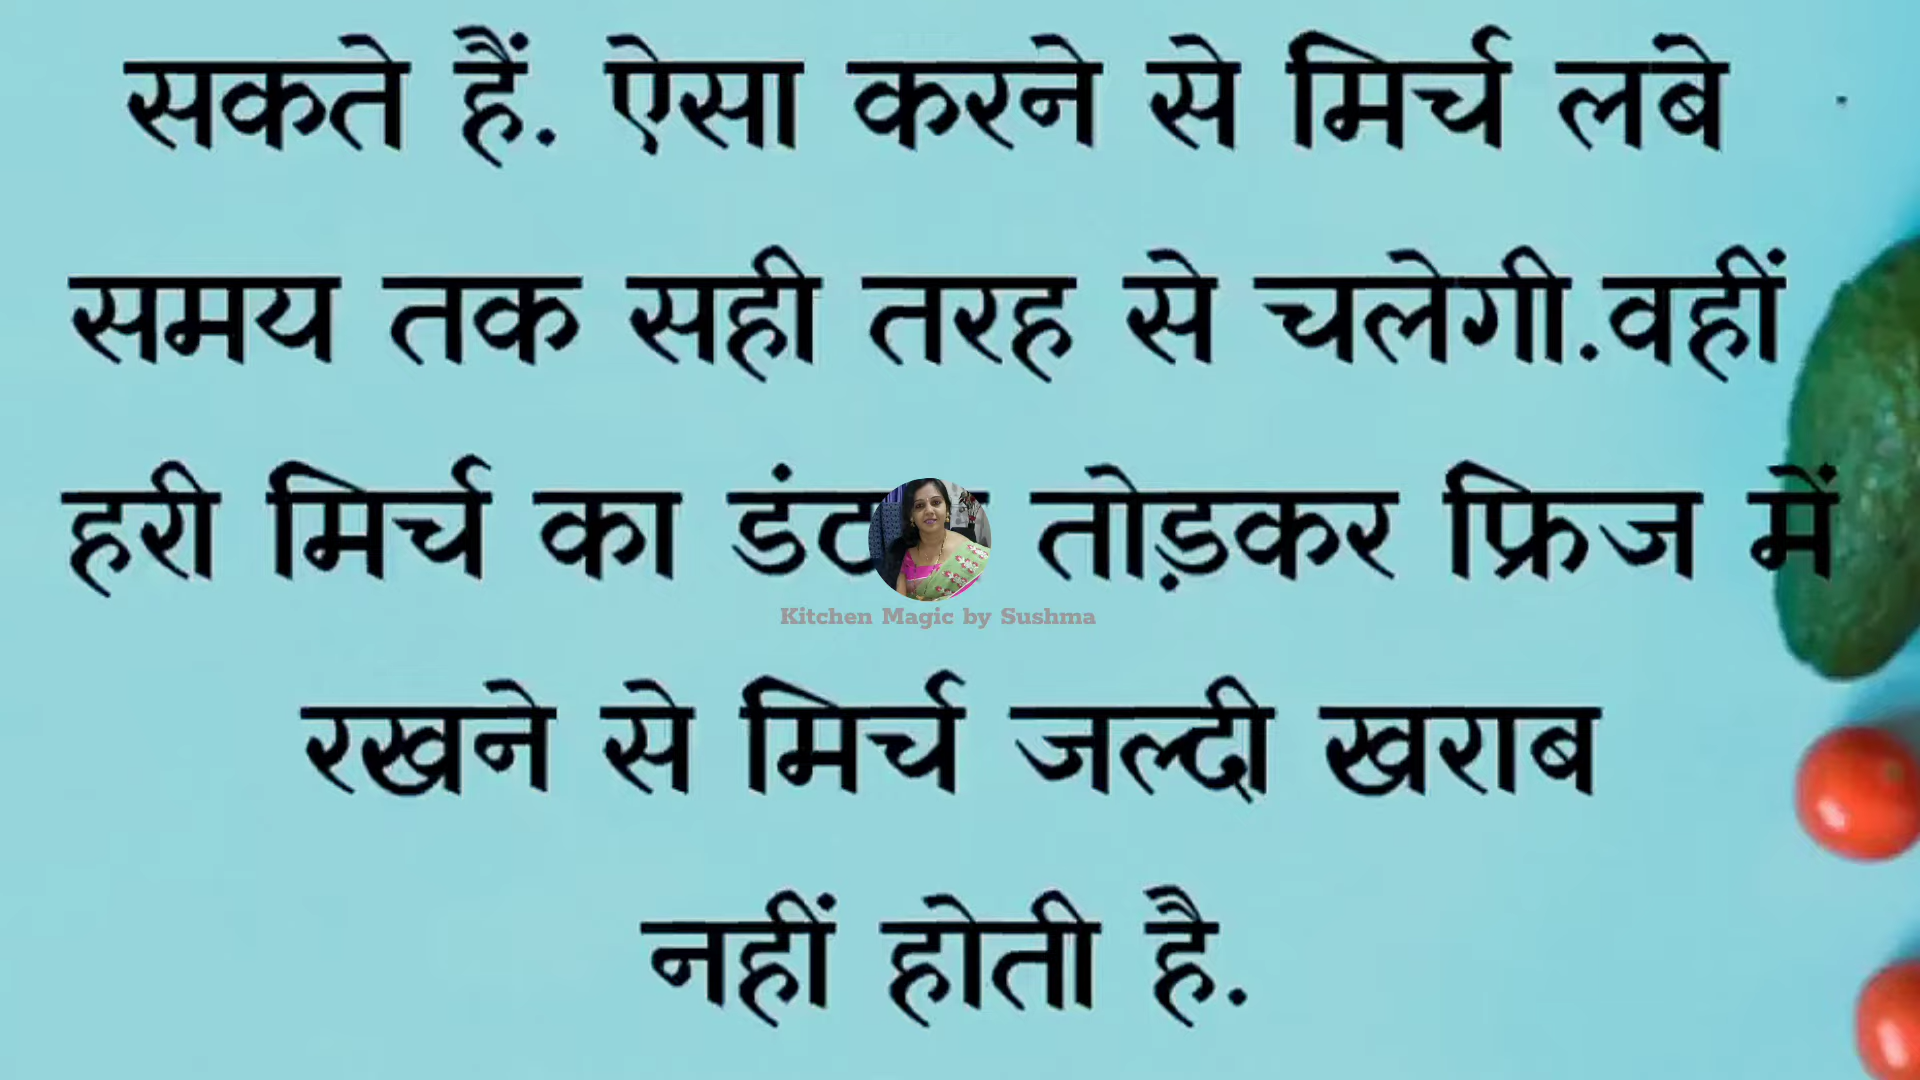 सकते हैं. ऐसा करने से मिर्च लंबे
समय तक सही तरह से चलेगी.वहीं
हरी मिर्च का तोड़कर फ्रिज में
Kitchen Magic by Sushma
रखने से मिर्च जल्दी खराब
नहीं होती है.